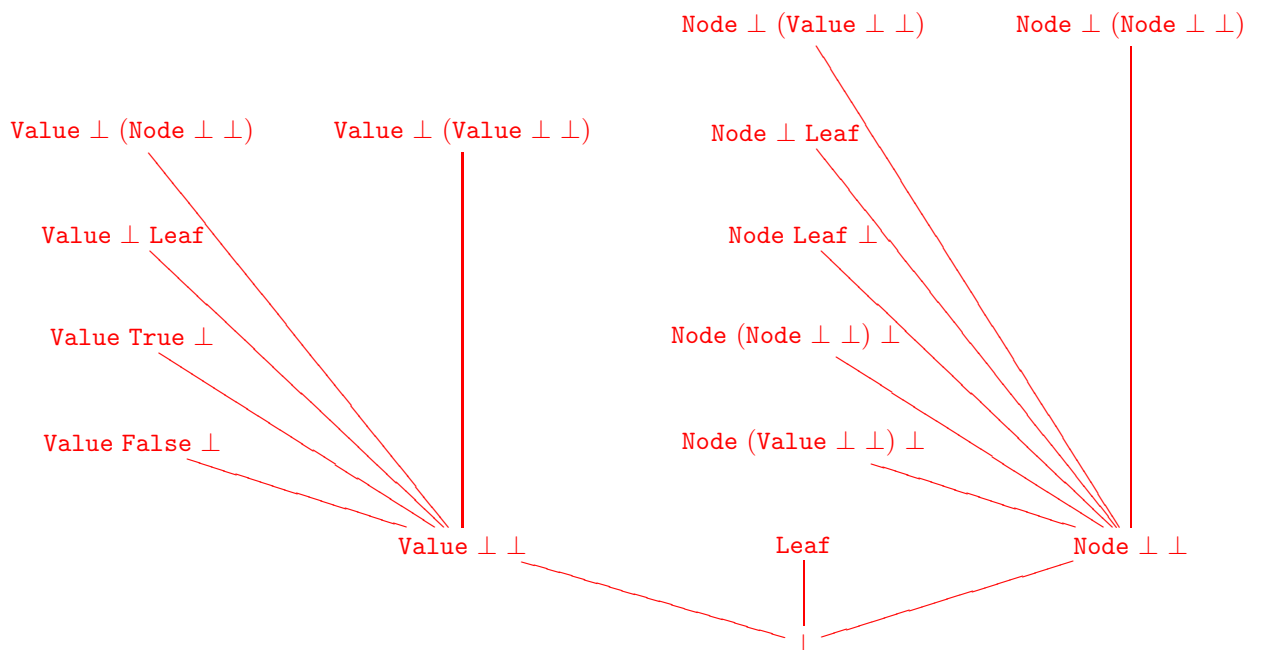 Node ⊥ (Value ⊥ ⊥) Node ⊥ (Node ⊥ ⊥)
Value ⊥ (Node ⊥ ⊥) Value ⊥ (Value ⊥ ⊥) Node ⊥ Leaf
Value ⊥ Leaf Node Leaf ⊥
Value True ⊥ Node (Node ⊥ ⊥) ⊥
Value False ⊥ Node (Value ⊥ ⊥) ⊥
Value ⊥ ⊥ Leaf Node ⊥ ⊥